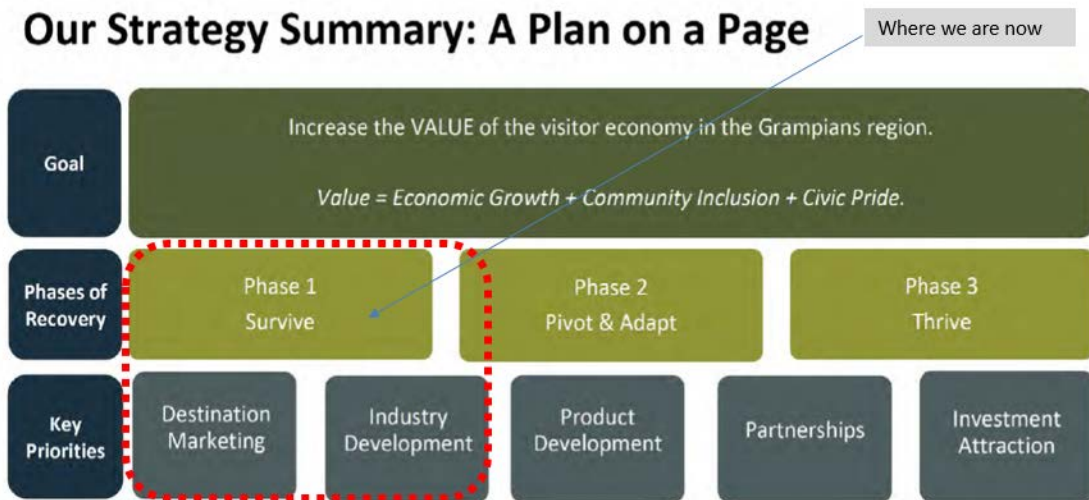 Our Strategy Summary: A Plan on a Page
Where we are now
Goal
Increase the VALUE of the visitor economy in the Grampians region.
Value = Economic Growth + Community Inclusion + Civic Pride.
Phases of
Recovery
Phase 1
Survive
Phase 2
Pivot & Adapt
Phase 3
Thrive
Key
Priorities
Destination
Marketing
Industry
Development
Product
Development
Partnerships
Investment
Attraction